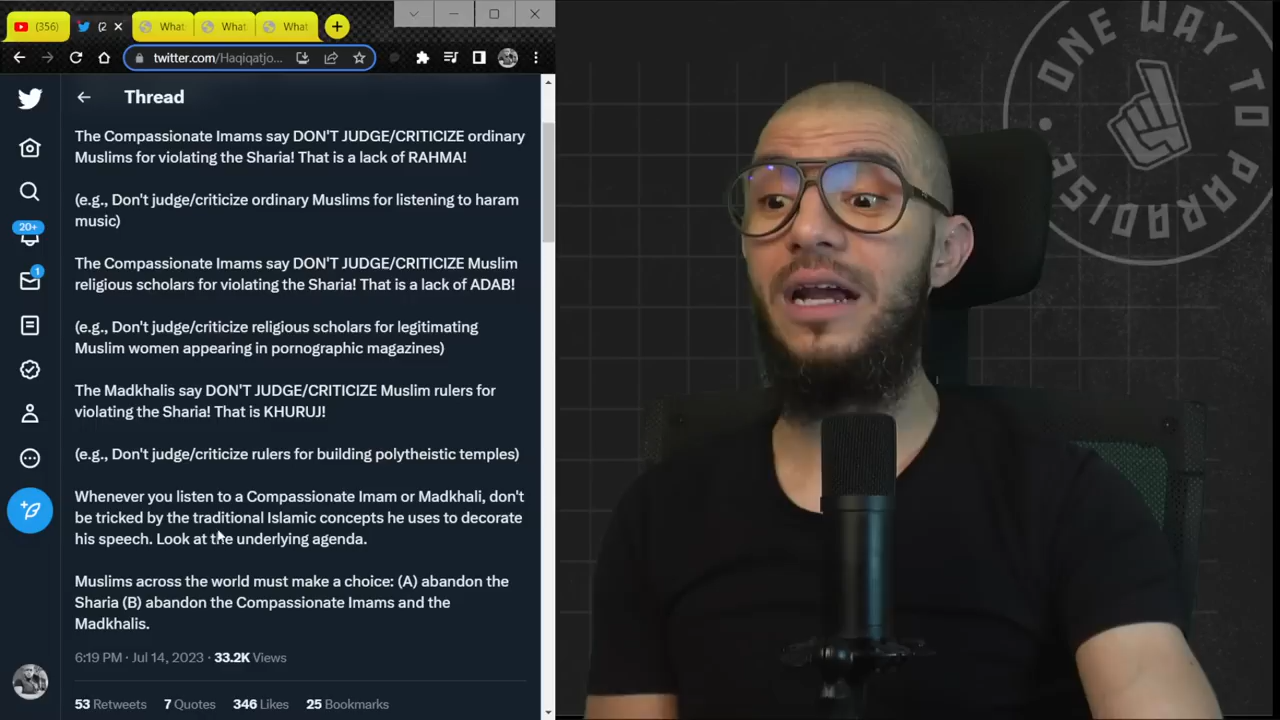 (356)
(2
What
What
What
twitter.com/Haqiqatjo...
Thread
The Compassionate Imams say DON'T JUDGE/CRITICIZE ordinary
Muslims for violating the Sharia! That is a lack of RAHMA!
(e.g., Don't judge/criticize ordinary Muslims for listening to haram
music)
The Compassionate Imams say DON'T JUDGE/CRITICIZE Muslim
religious scholars for violating the Sharia! That is a lack of ADAB!
(e.g., Don't judge/criticize religious scholars for legitimating
Muslim women appearing in pornographic magazines)
The Madkhalis say DON'T JUDGE/CRITICIZE Muslim rulers for
violating the Sharia! That is KHURUJ!
(e.g., Don't judge/criticize rulers for building polytheistic temples)
Whenever you listen to a Compassionate Imam or Madkhali, don't
be tricked by the traditional Islamic concepts he uses to decorate
his speech. Look at the underlying agenda.
Muslims across the world must make a choice: (A) abandon the
Sharia (B) abandon the Compassionate Imams and the
Madkhalis.
6:19 PM · Jul 14, 2023 · 33.2K Views
53 Retweets 7 Quotes 346 Likes 25 Bookmarks
20+
1
ONE WAY TO PARADISE